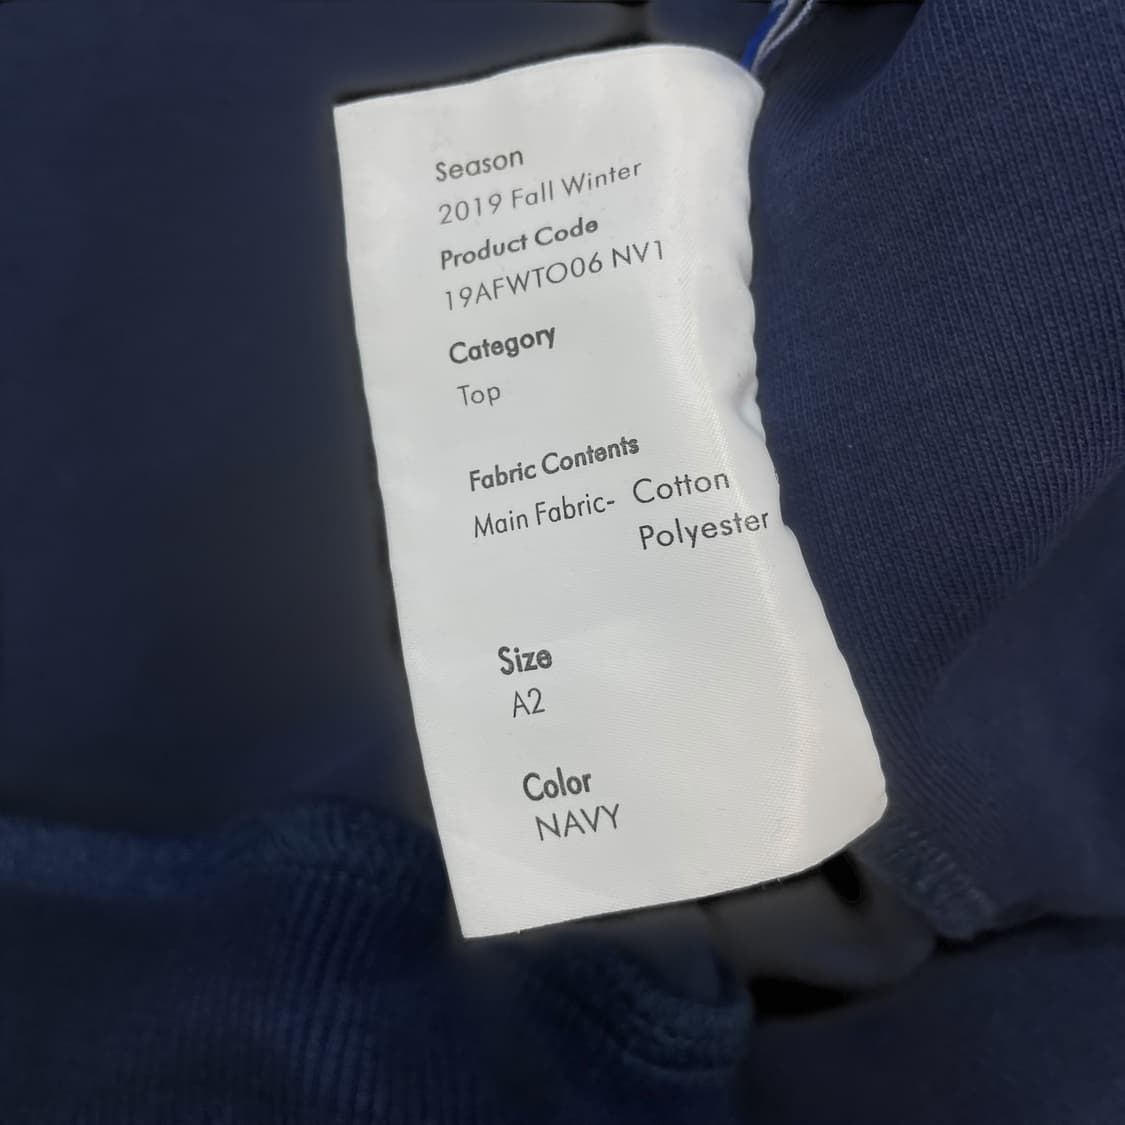 Season
2019 Fall Winter
Product Code
19AFWTO06 NV1
Category
Top
Fabric Contents
Main Fabric- Cotton
Polyester
Size
A2
Color
NAVY